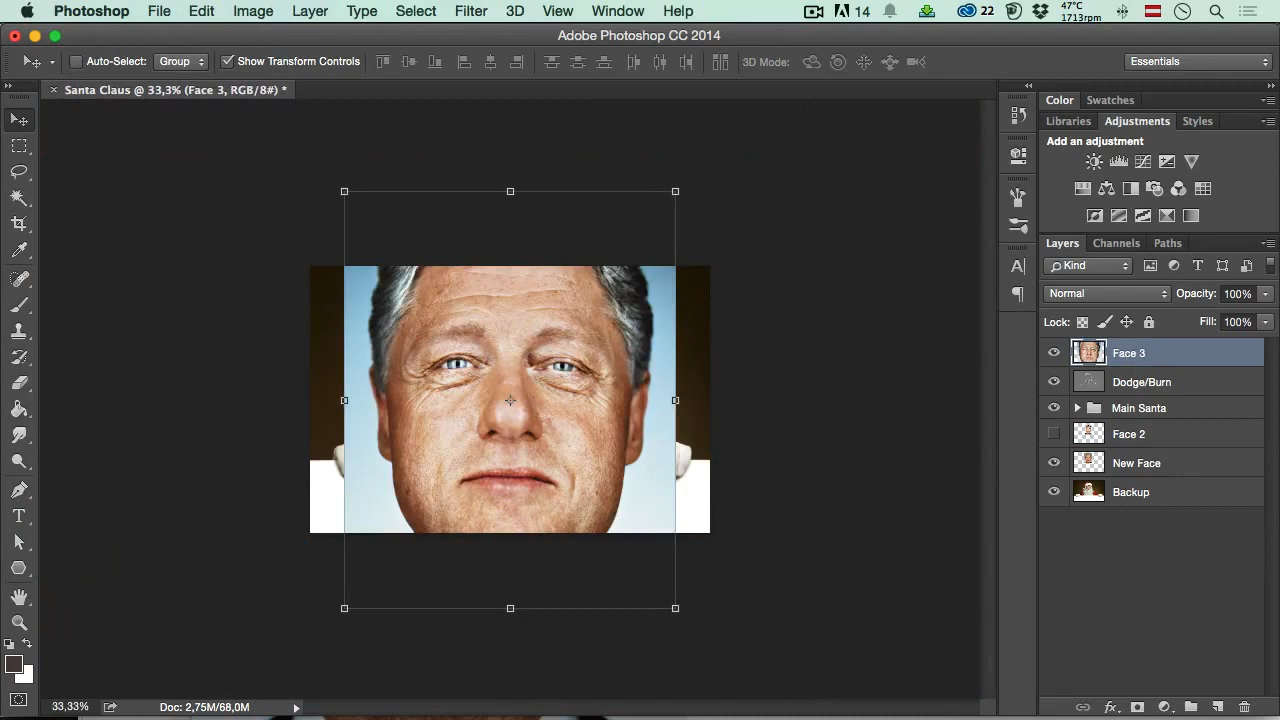 Photoshop File Edit Image Layer Type Select Filter 3D View Window Help 14 22 47°C 1713rpm
Adobe Photoshop CC 2014
Auto-Select: Group Show Transform Controls 3D Mode: Essentials
Santa Claus @ 33,3% (Face 3, RGB/8#) *
Color Swatches
Libraries Adjustments Styles
Add an adjustment
Layers Channels Paths
Kind
Normal Opacity: 100%
Lock: Fill: 100%
Face 3
Dodge/Burn
Main Santa
Face 2
New Face
Backup
33,33% Doc: 2,75M/68,0M